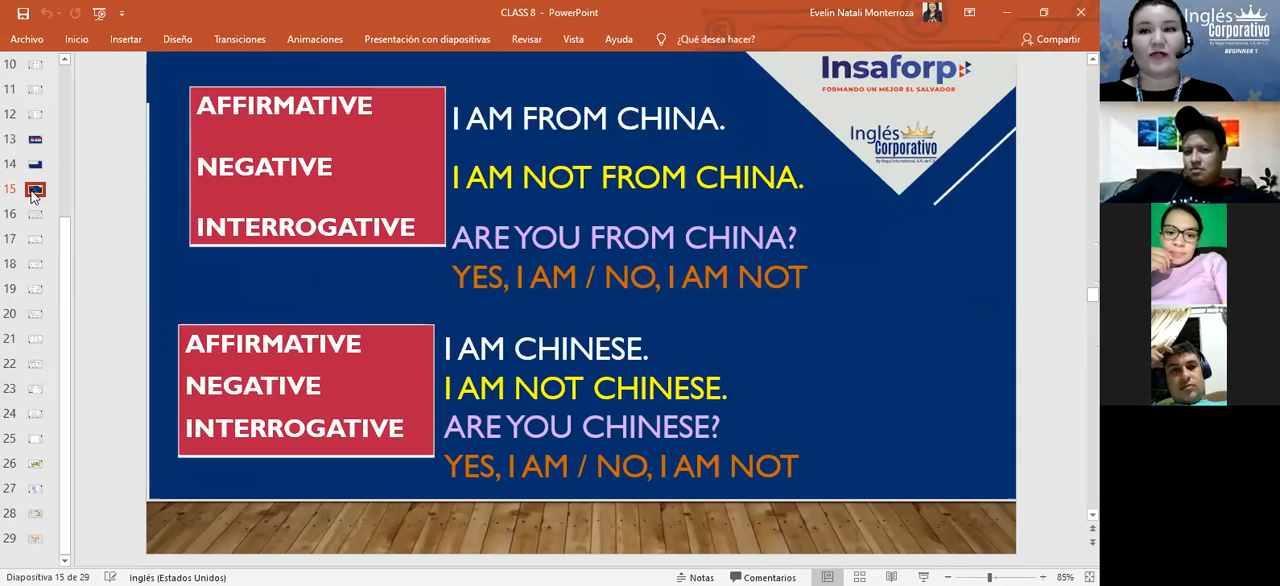 CLASS 8 - PowerPoint
Evelin Natali Monterroza
Archivo Inicio Insertar Diseño Transiciones Animaciones Presentación con diapositivas Revisar Vista Ayuda ¿Qué desea hacer? Compartir
Inglés
Corporativo
By Regal International, S.A. de C.V.
BEGINNER 1
10
11
12
13
14
15
16
17
18
19
20
21
22
23
24
25
26
27
28
29
Insaforp
FORMANDO UN MEJOR EL SALVADOR
Inglés
Corporativo
By Regal International, S.A. de C.V.
AFFIRMATIVE I AM FROM CHINA.
NEGATIVE I AM NOT FROM CHINA.
INTERROGATIVE ARE YOU FROM CHINA?
YES, I AM / NO, I AM NOT
AFFIRMATIVE I AM CHINESE.
NEGATIVE I AM NOT CHINESE.
INTERROGATIVE ARE YOU CHINESE?
YES, I AM / NO, I AM NOT
Diapositiva 15 de 29 Inglés (Estados Unidos) Notas Comentarios 85%